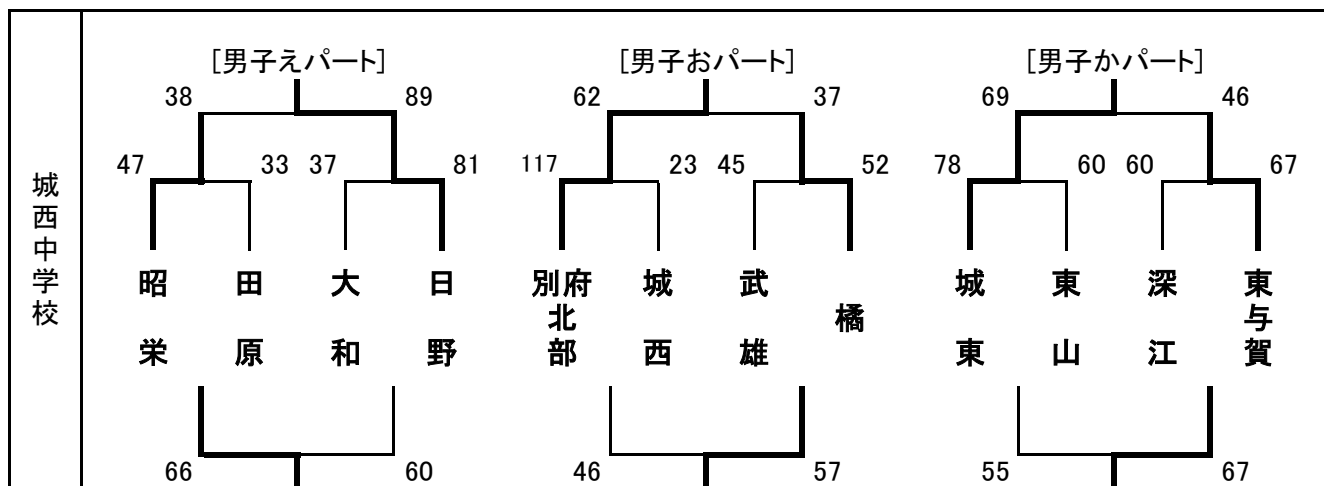 [男子えパート] [男子おパート] [男子かパート]
38 89 62 37 69 46
47 33 37 81 117 23 45 52 78 60 60 67
城西中学校
昭栄 田原 大和 日野 別府北部 城西 武雄 橘 城東 東山 深江 東与賀
66 60 46 57 55 67